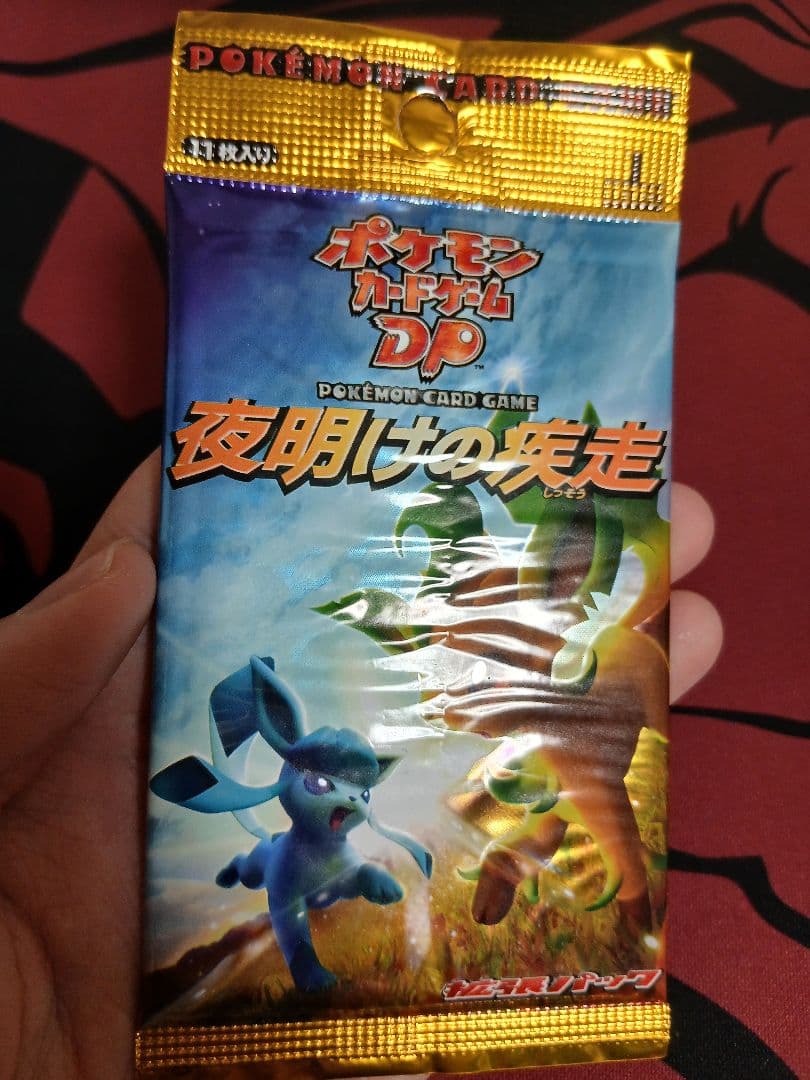 POKÉMON CARD
11枚入り
ポケモン
カードゲーム
DP™
POKÉMON CARD GAME
夜明けの疾走
しっそう
拡張パック